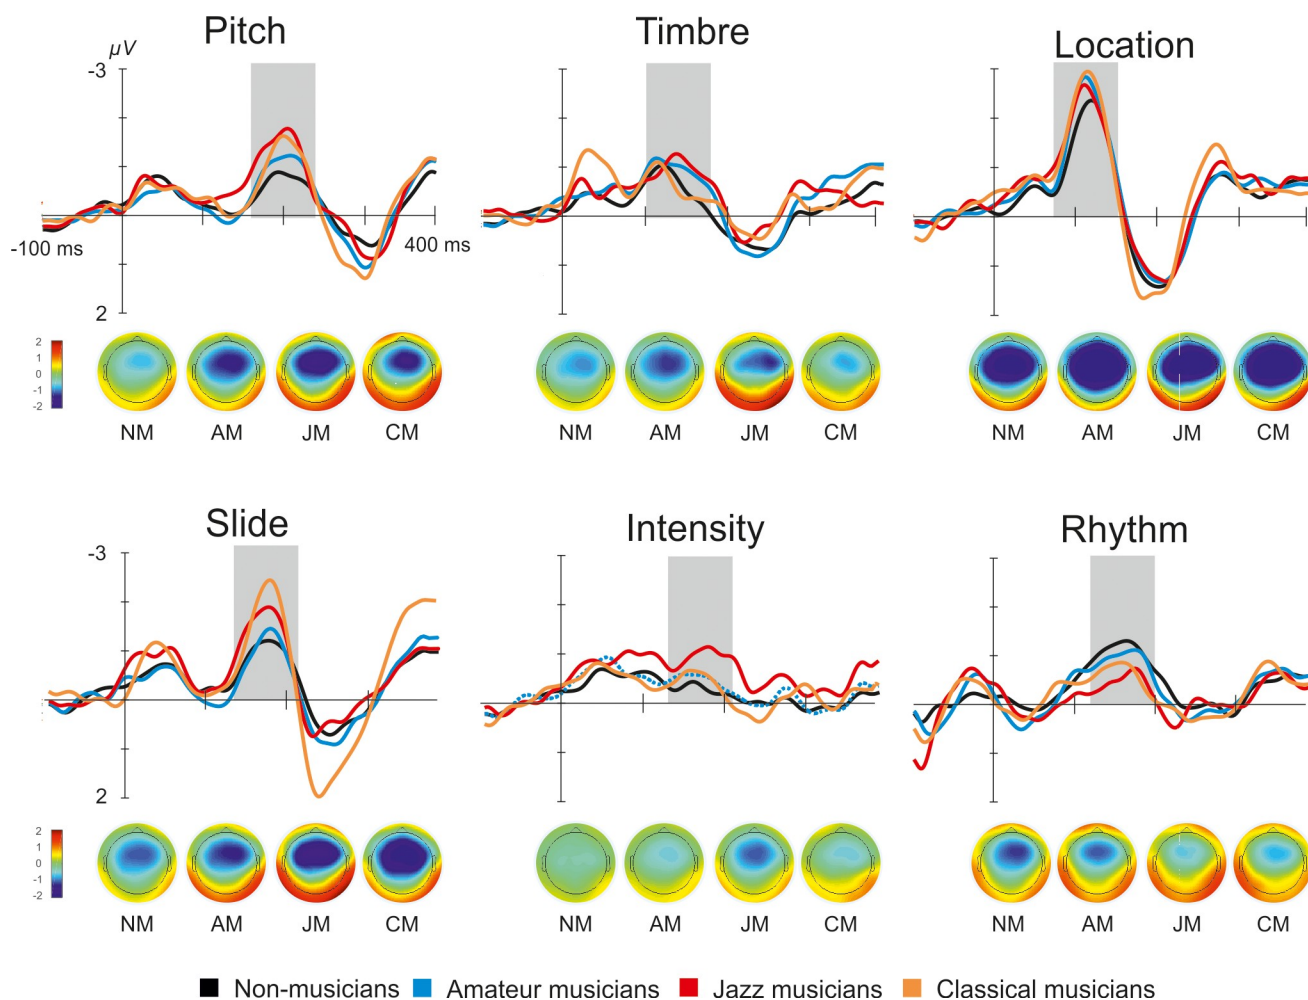 Pitch
Timbre
Location
µV
-3
-100 ms
400 ms
2
2
1
0
-1
-2
NM AM JM CM
NM AM JM CM
NM AM JM CM
Slide
Intensity
Rhythm
-3
2
2
1
0
-1
-2
NM AM JM CM
NM AM JM CM
NM AM JM CM
Non-musicians Amateur musicians Jazz musicians Classical musicians